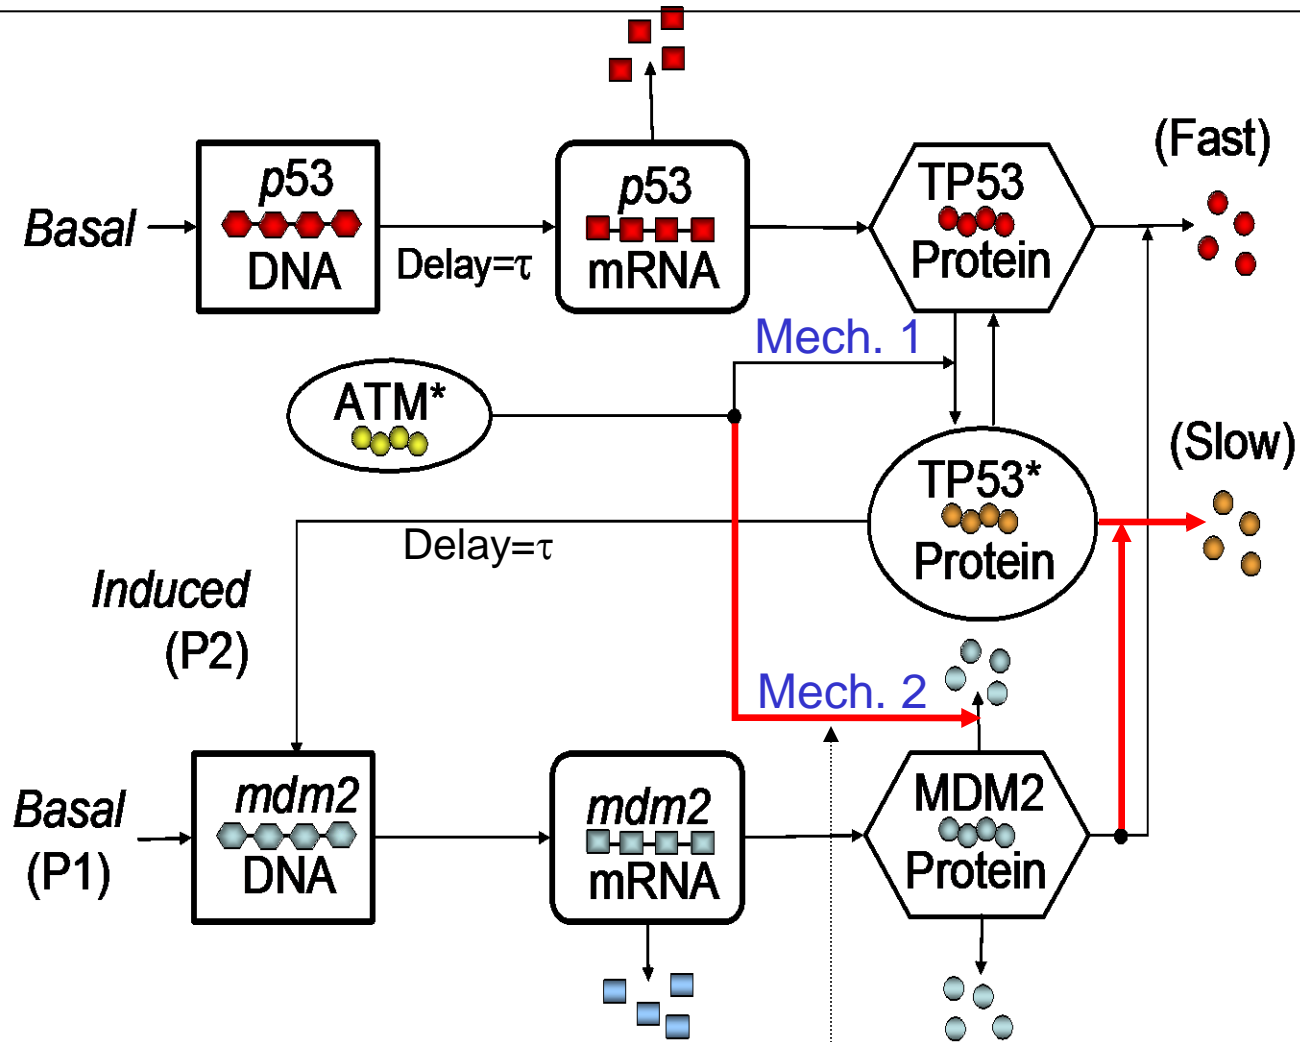 (Fast)
p53
DNA
Basal
Delay=τ
p53
mRNA
TP53
Protein
Mech. 1
ATM*
(Slow)
TP53*
Protein
Delay=τ
Induced
(P2)
Mech. 2
Basal
(P1)
mdm2
DNA
mdm2
mRNA
MDM2
Protein